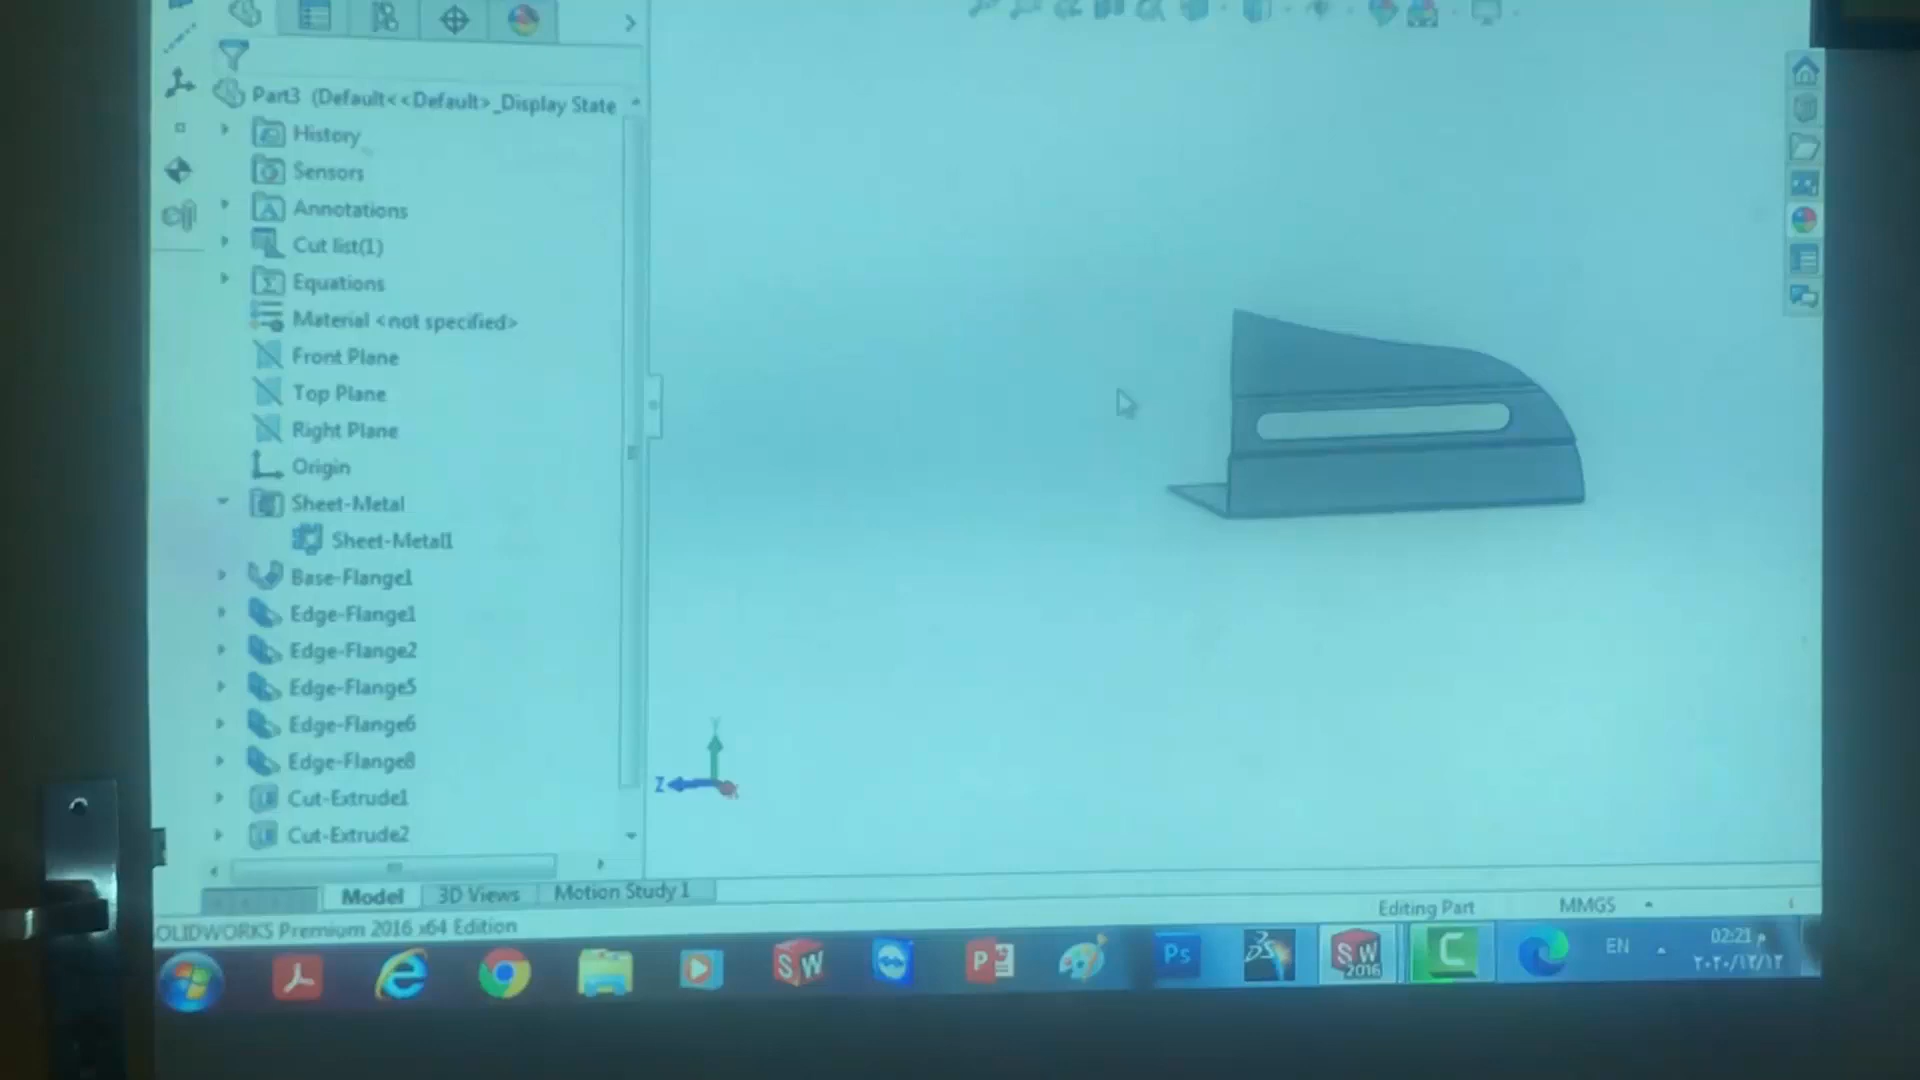 Part3 (Default<<Default>_Display State
History
Sensors
Annotations
Cut list(1)
Equations
Material <not specified>
Front Plane
Top Plane
Right Plane
Origin
Sheet-Metal
Sheet-Metal1
Base-Flange1
Edge-Flange1
Edge-Flange2
Edge-Flange5
Edge-Flange6
Edge-Flange8
Cut-Extrude1
Cut-Extrude2
Y
Z
Model
3D Views
Motion Study 1
OLIDWORKS Premium 2016 x64 Edition
Editing Part
MMGS
SW
P
Ps
SW
2016
C
EN
02:21 م
٢٠٢٠/١٢/١٢